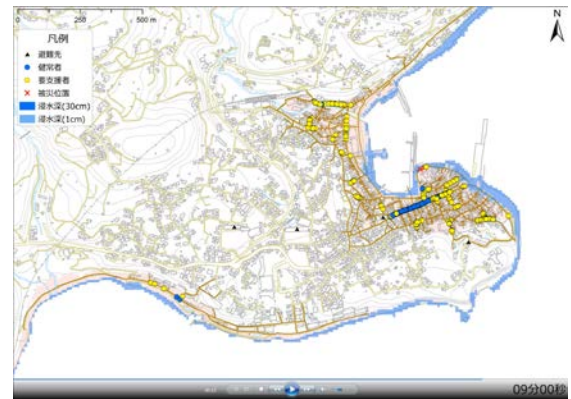 0 250 500 m
N
凡例
避難先
健常者
要支援者
被災位置
浸水深(30cm)
浸水深(1cm)
09分00秒